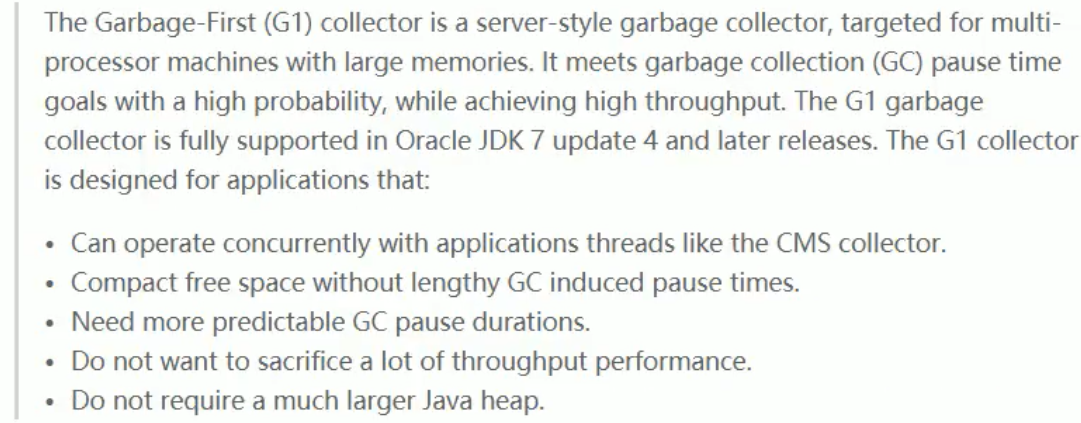 The Garbage-First (G1) collector is a server-style garbage collector, targeted for multi-
processor machines with large memories. It meets garbage collection (GC) pause time
goals with a high probability, while achieving high throughput. The G1 garbage
collector is fully supported in Oracle JDK 7 update 4 and later releases. The G1 collector
is designed for applications that:
• Can operate concurrently with applications threads like the CMS collector.
• Compact free space without lengthy GC induced pause times.
• Need more predictable GC pause durations.
• Do not want to sacrifice a lot of throughput performance.
• Do not require a much larger Java heap.